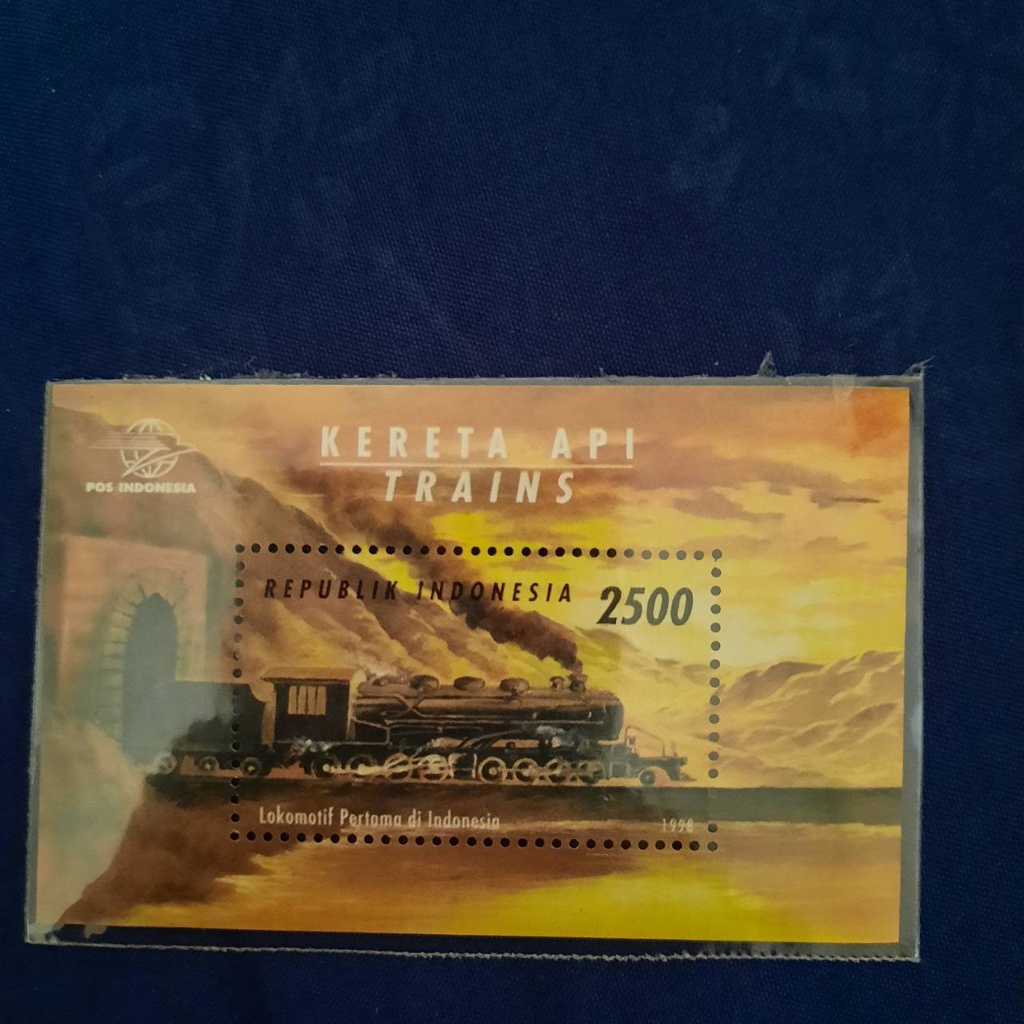 KERETA API
TRAINS
POS INDONESIA
REPUBLIK INDONESIA
2500
Lokomotif Pertama di Indonesia
1998